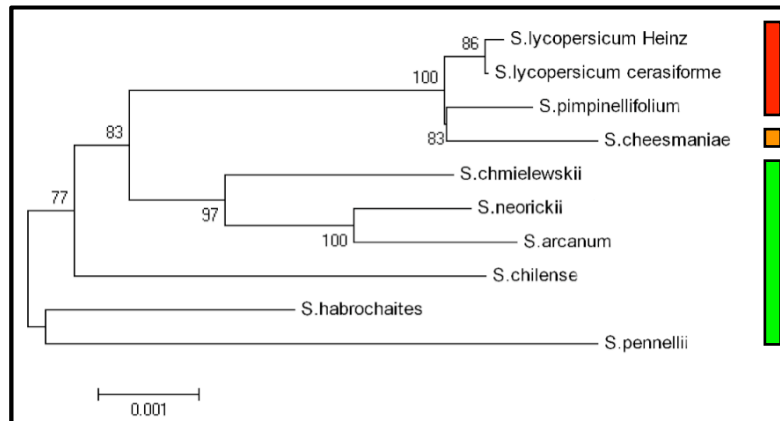 S.lycopersicum Heinz
86
S.lycopersicum cerasiforme
100
S.pimpinellifolium
83
83
S.cheesmaniae
S.chmielewskii
77
S.neorickii
97
100
S.arcanum
S.chilense
S.habrochaites
S.pennellii
0.001